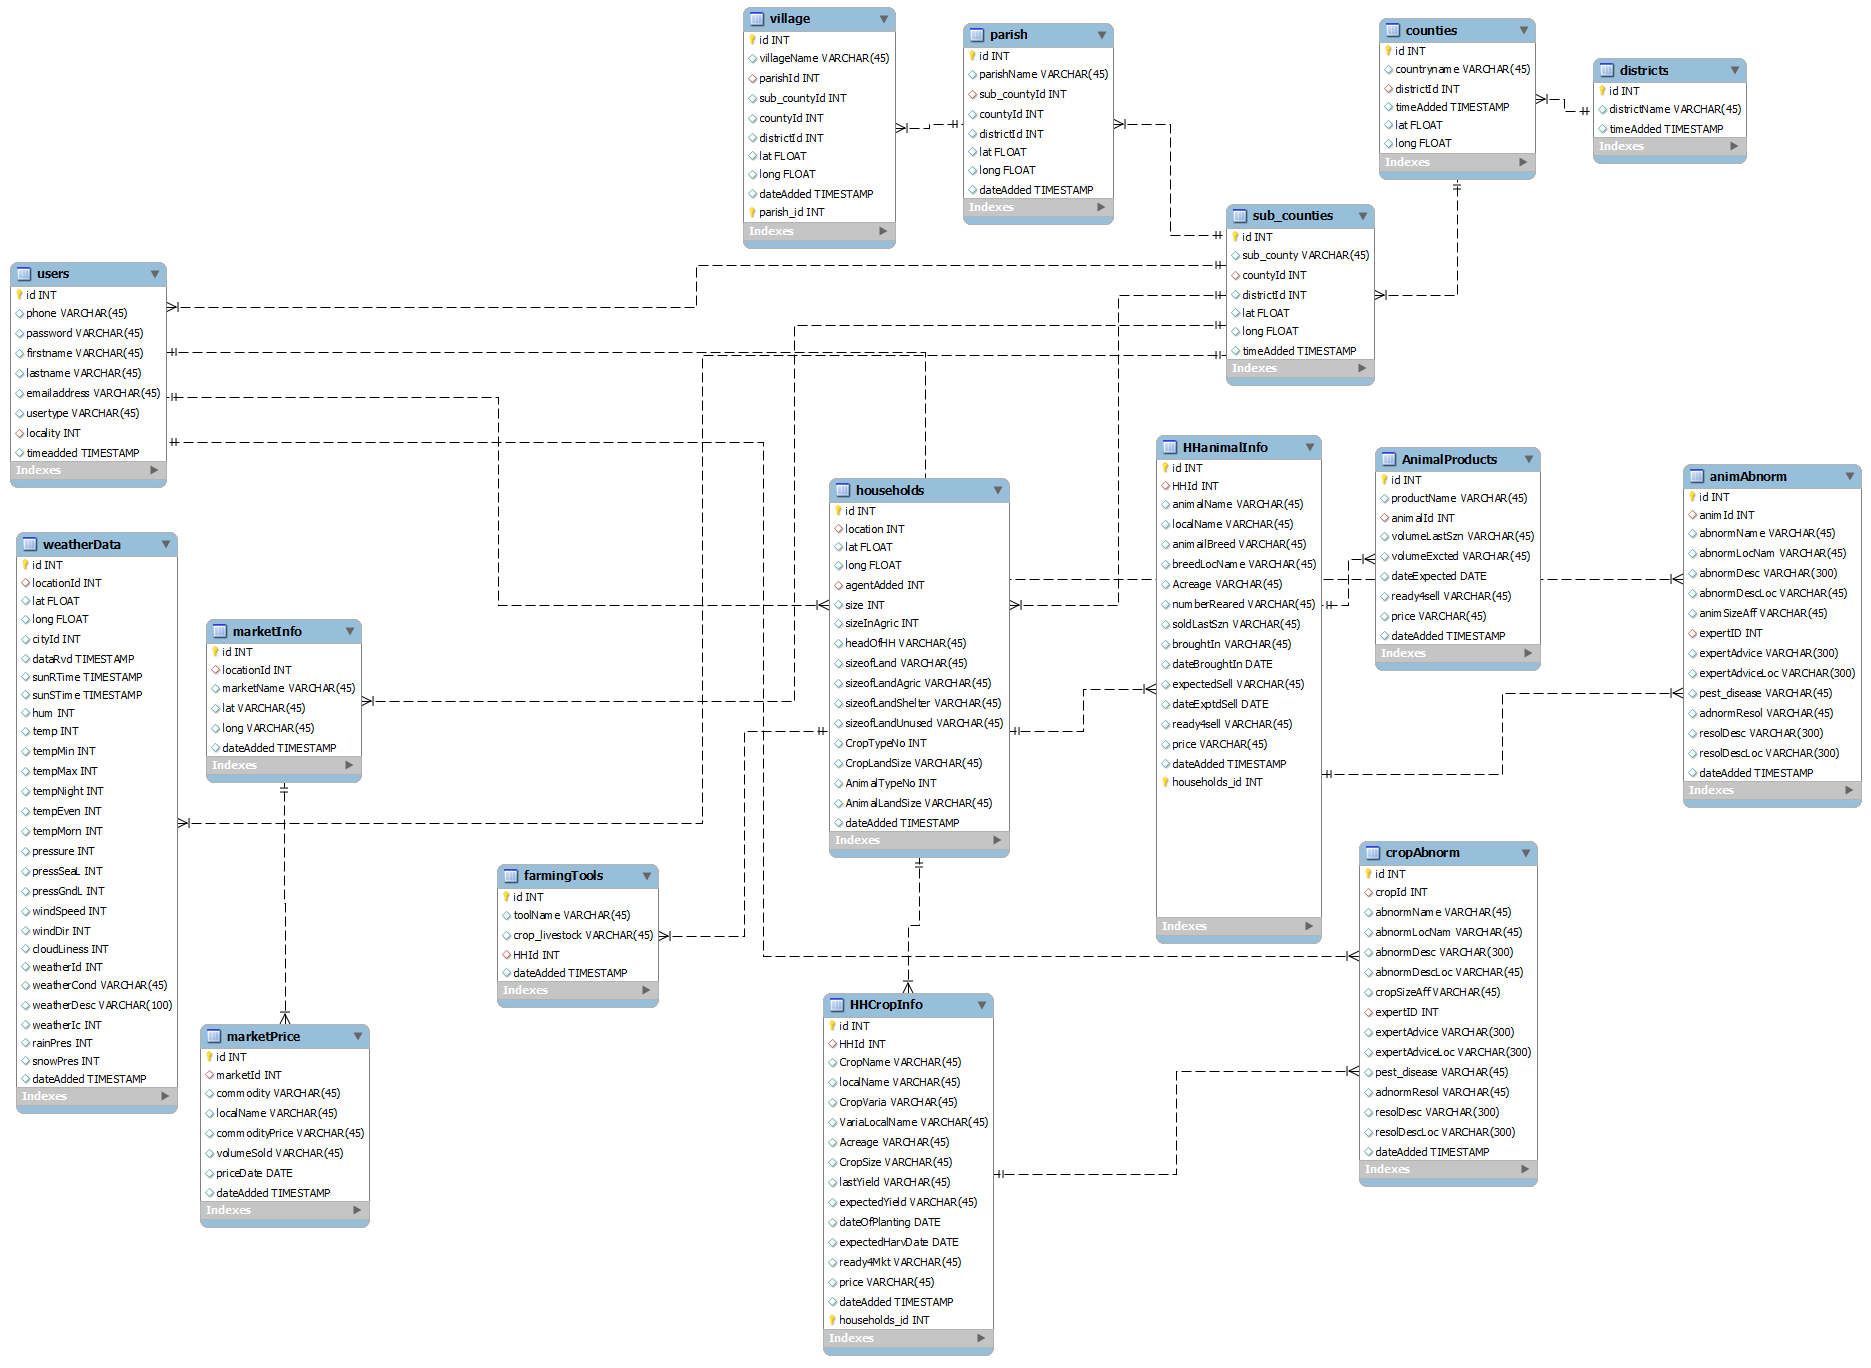 village
id INT
villageName VARCHAR(45)
parishId INT
sub_countyId INT
countyId INT
districtId INT
lat FLOAT
long FLOAT
dateAdded TIMESTAMP
parish_id INT
Indexes
parish
id INT
parishName VARCHAR(45)
sub_countyId INT
countyId INT
districtId INT
lat FLOAT
long FLOAT
dateAdded TIMESTAMP
Indexes
counties
id INT
countryname VARCHAR(45)
districtId INT
timeAdded TIMESTAMP
lat FLOAT
long FLOAT
Indexes
districts
id INT
districtName VARCHAR(45)
timeAdded TIMESTAMP
Indexes
sub_counties
id INT
sub_county VARCHAR(45)
countyId INT
districtId INT
lat FLOAT
long FLOAT
timeAdded TIMESTAMP
Indexes
users
id INT
phone VARCHAR(45)
password VARCHAR(45)
firstname VARCHAR(45)
lastname VARCHAR(45)
emailaddress VARCHAR(45)
usertype VARCHAR(45)
locality INT
timeadded TIMESTAMP
Indexes
weatherData
id INT
locationId INT
lat FLOAT
long FLOAT
cityId INT
dataRvd TIMESTAMP
sunRTime TIMESTAMP
sunSTime TIMESTAMP
hum INT
temp INT
tempMin INT
tempMax INT
tempNight INT
tempEven INT
tempMorn INT
pressure INT
pressSeaL INT
pressGndL INT
windSpeed INT
windDir INT
cloudLiness INT
weatherId INT
weatherCond VARCHAR(45)
weatherDesc VARCHAR(100)
weatherIc INT
rainPres INT
snowPres INT
dateAdded TIMESTAMP
Indexes
marketInfo
id INT
locationId INT
marketName VARCHAR(45)
lat VARCHAR(45)
long VARCHAR(45)
dateAdded TIMESTAMP
Indexes
marketPrice
id INT
marketId INT
commodity VARCHAR(45)
localName VARCHAR(45)
commodityPrice VARCHAR(45)
volumeSold VARCHAR(45)
priceDate DATE
dateAdded TIMESTAMP
Indexes
farmingTools
id INT
toolName VARCHAR(45)
crop_livestock VARCHAR(45)
HHId INT
dateAdded TIMESTAMP
Indexes
households
id INT
location INT
lat FLOAT
long FLOAT
agentAdded INT
size INT
sizeInAgric INT
headOfHH VARCHAR(45)
sizeofLand VARCHAR(45)
sizeofLandAgric VARCHAR(45)
sizeofLandShelter VARCHAR(45)
sizeofLandUnused VARCHAR(45)
CropTypeNo INT
CropLandSize VARCHAR(45)
AnimalTypeNo INT
AnimalLandSize VARCHAR(45)
dateAdded TIMESTAMP
Indexes
HHCropInfo
id INT
HHId INT
CropName VARCHAR(45)
localName VARCHAR(45)
CropVaria VARCHAR(45)
VariaLocalName VARCHAR(45)
Acreage VARCHAR(45)
CropSize VARCHAR(45)
lastYield VARCHAR(45)
expectedYield VARCHAR(45)
dateOfPlanting DATE
expectedHarvDate DATE
ready4Mkt VARCHAR(45)
price VARCHAR(45)
dateAdded TIMESTAMP
households_id INT
Indexes
HHanimalInfo
id INT
HHId INT
animalName VARCHAR(45)
localName VARCHAR(45)
animailBreed VARCHAR(45)
breedLocName VARCHAR(45)
Acreage VARCHAR(45)
numberReared VARCHAR(45)
soldLastSzn VARCHAR(45)
broughtIn VARCHAR(45)
dateBroughtIn DATE
expectedSell VARCHAR(45)
dateExptdSell DATE
ready4sell VARCHAR(45)
price VARCHAR(45)
dateAdded TIMESTAMP
households_id INT
Indexes
AnimalProducts
id INT
productName VARCHAR(45)
animalId INT
volumeLastSzn VARCHAR(45)
volumeExcted VARCHAR(45)
dateExpected DATE
ready4sell VARCHAR(45)
price VARCHAR(45)
dateAdded TIMESTAMP
Indexes
animAbnorm
id INT
animId INT
abnormName VARCHAR(45)
abnormLocNam VARCHAR(45)
abnormDesc VARCHAR(300)
abnormDescLoc VARCHAR(45)
animSizeAff VARCHAR(45)
expertID INT
expertAdvice VARCHAR(300)
expertAdviceLoc VARCHAR(300)
pest_disease VARCHAR(45)
adnormResol VARCHAR(45)
resolDesc VARCHAR(300)
resolDescLoc VARCHAR(300)
dateAdded TIMESTAMP
Indexes
cropAbnorm
id INT
cropId INT
abnormName VARCHAR(45)
abnormLocNam VARCHAR(45)
abnormDesc VARCHAR(300)
abnormDescLoc VARCHAR(45)
cropSizeAff VARCHAR(45)
expertID INT
expertAdvice VARCHAR(300)
expertAdviceLoc VARCHAR(300)
pest_disease VARCHAR(45)
adnormResol VARCHAR(45)
resolDesc VARCHAR(300)
resolDescLoc VARCHAR(300)
dateAdded TIMESTAMP
Indexes